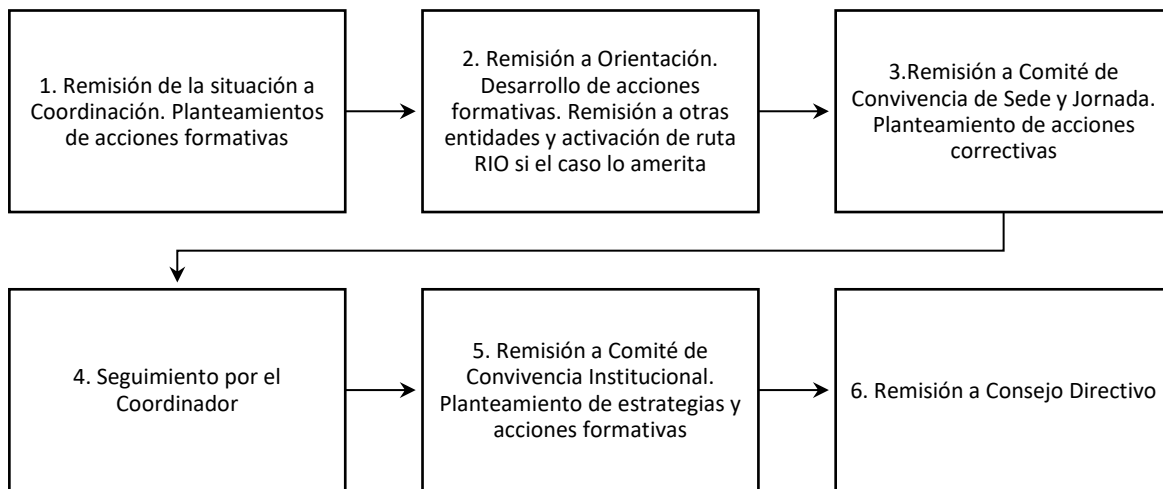 1. Remisión de la situación a
Coordinación. Planteamientos
de acciones formativas
2. Remisión a Orientación.
Desarrollo de acciones
formativas. Remisión a otras
entidades y activación de ruta
RIO si el caso lo amerita
3.Remisión a Comité de
Convivencia de Sede y Jornada.
Planteamiento de acciones
correctivas
4. Seguimiento por el
Coordinador
5. Remisión a Comité de
Convivencia Institucional.
Planteamiento de estrategias y
acciones formativas
6. Remisión a Consejo Directivo